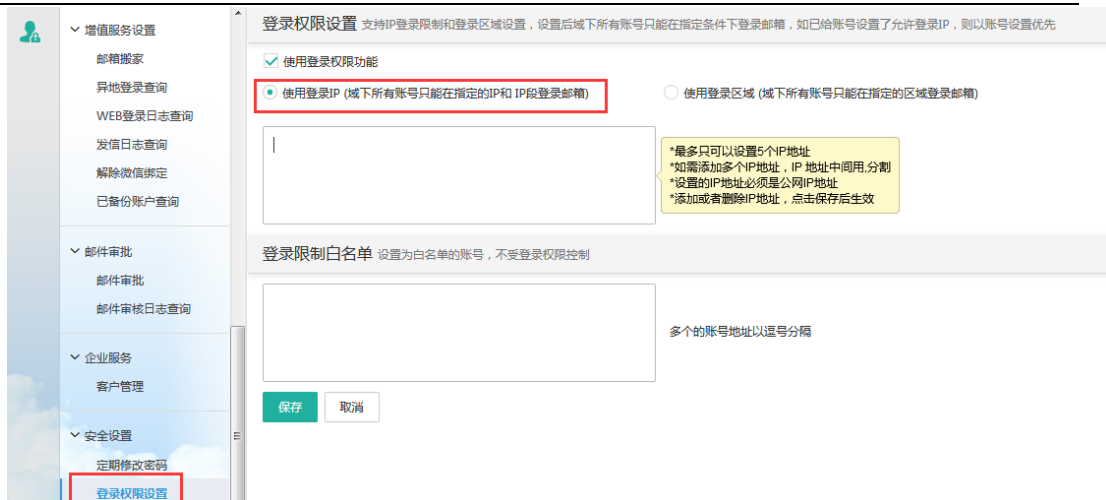 增值服务设置
邮箱搬家
异地登录查询
WEB登录日志查询
发信日志查询
解除微信绑定
已备份账户查询
邮件审批
邮件审批
邮件审核日志查询
企业服务
客户管理
安全设置
定期修改密码
登录权限设置
登录权限设置 支持IP登录限制和登录区域设置，设置后域下所有账号只能在指定条件下登录邮箱，如已给账号设置了允许登录IP，则以账号设置优先
使用登录权限功能
使用登录IP (域下所有账号只能在指定的IP和 IP段登录邮箱)
使用登录区域 (域下所有账号只能在指定的区域登录邮箱)
*最多只可以设置5个IP地址
*如需添加多个IP地址，IP 地址中间用,分割
*设置的IP地址必须是公网IP地址
*添加或者删除IP地址，点击保存后生效
登录限制白名单 设置为白名单的账号，不受登录权限控制
多个的账号地址以逗号分隔
保存
取消